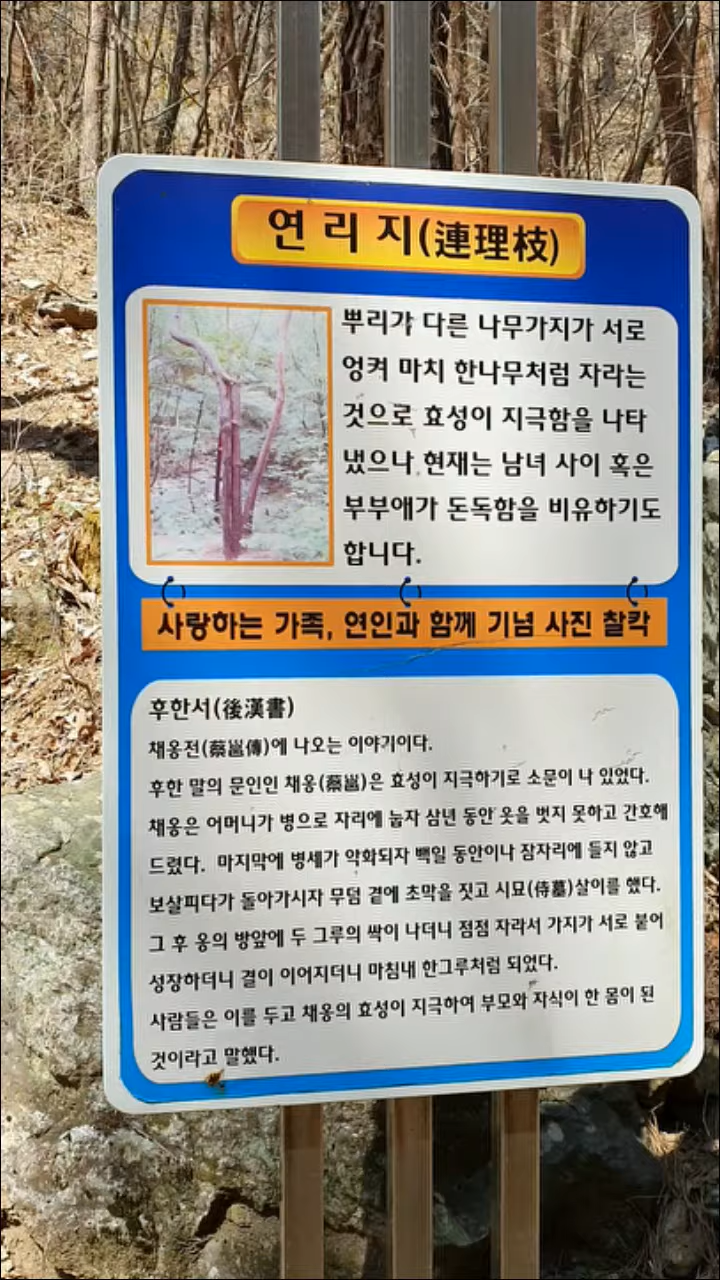 연 리 지(連理枝)
뿌리가 다른 나무가지가 서로
엉켜 마치 한나무처럼 자라는
것으로 효성이 지극함을 나타
냈으나 현재는 남녀 사이 혹은
부부애가 돈독함을 비유하기도
합니다.
사랑하는 가족, 연인과 함께 기념 사진 찰칵
후한서(後漢書)
채옹전(蔡邕傳)에 나오는 이야기이다.
후한 말의 문인인 채옹(蔡邕)은 효성이 지극하기로 소문이 나 있었다.
채옹은 어머니가 병으로 자리에 눕자 삼년 동안 옷을 벗지 못하고 간호해
드렸다. 마지막에 병세가 악화되자 백일 동안이나 잠자리에 들지 않고
보살피다가 돌아가시자 무덤 곁에 초막을 짓고 시묘(侍墓)살이를 했다.
그 후 옹의 방앞에 두 그루의 싹이 나더니 점점 자라서 가지가 서로 붙어
성장하더니 결이 이어지더니 마침내 한그루처럼 되었다.
사람들은 이를 두고 채옹의 효성이 지극하여 부모와 자식이 한 몸이 된
것이라고 말했다.